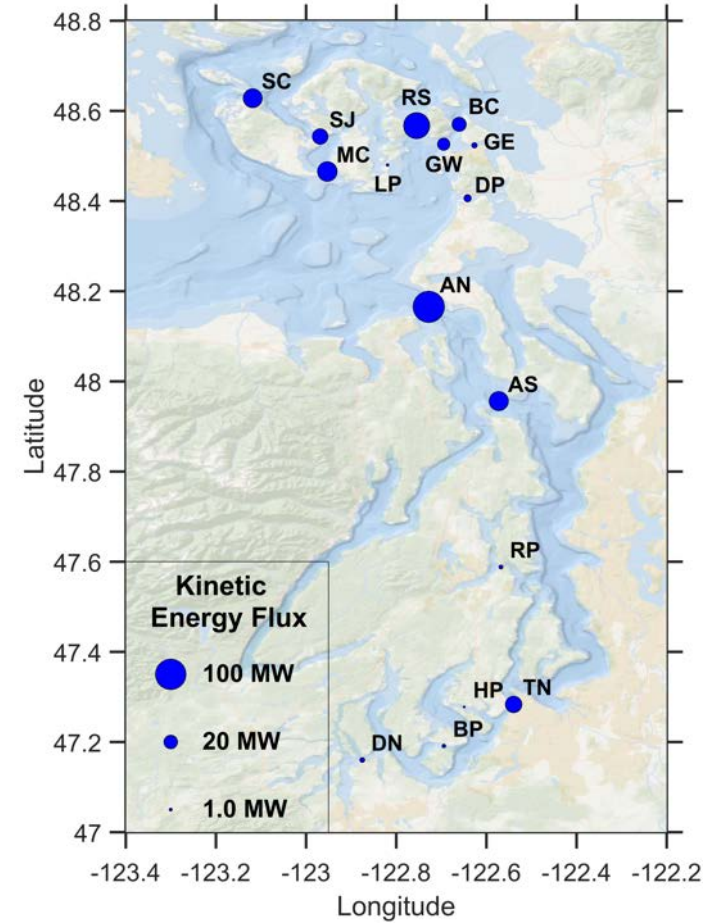 48.8
48.6
48.4
48.2
48
47.8
47.6
47.4
47.2
47
Latitude
SC
SJ
MC
RS
BC
GE
GW
LP
DP
AN
AS
RP
HP
TN
BP
DN
Kinetic
Energy Flux
100 MW
20 MW
1.0 MW
-123.4 -123.2 -123 -122.8 -122.6 -122.4 -122.2
Longitude